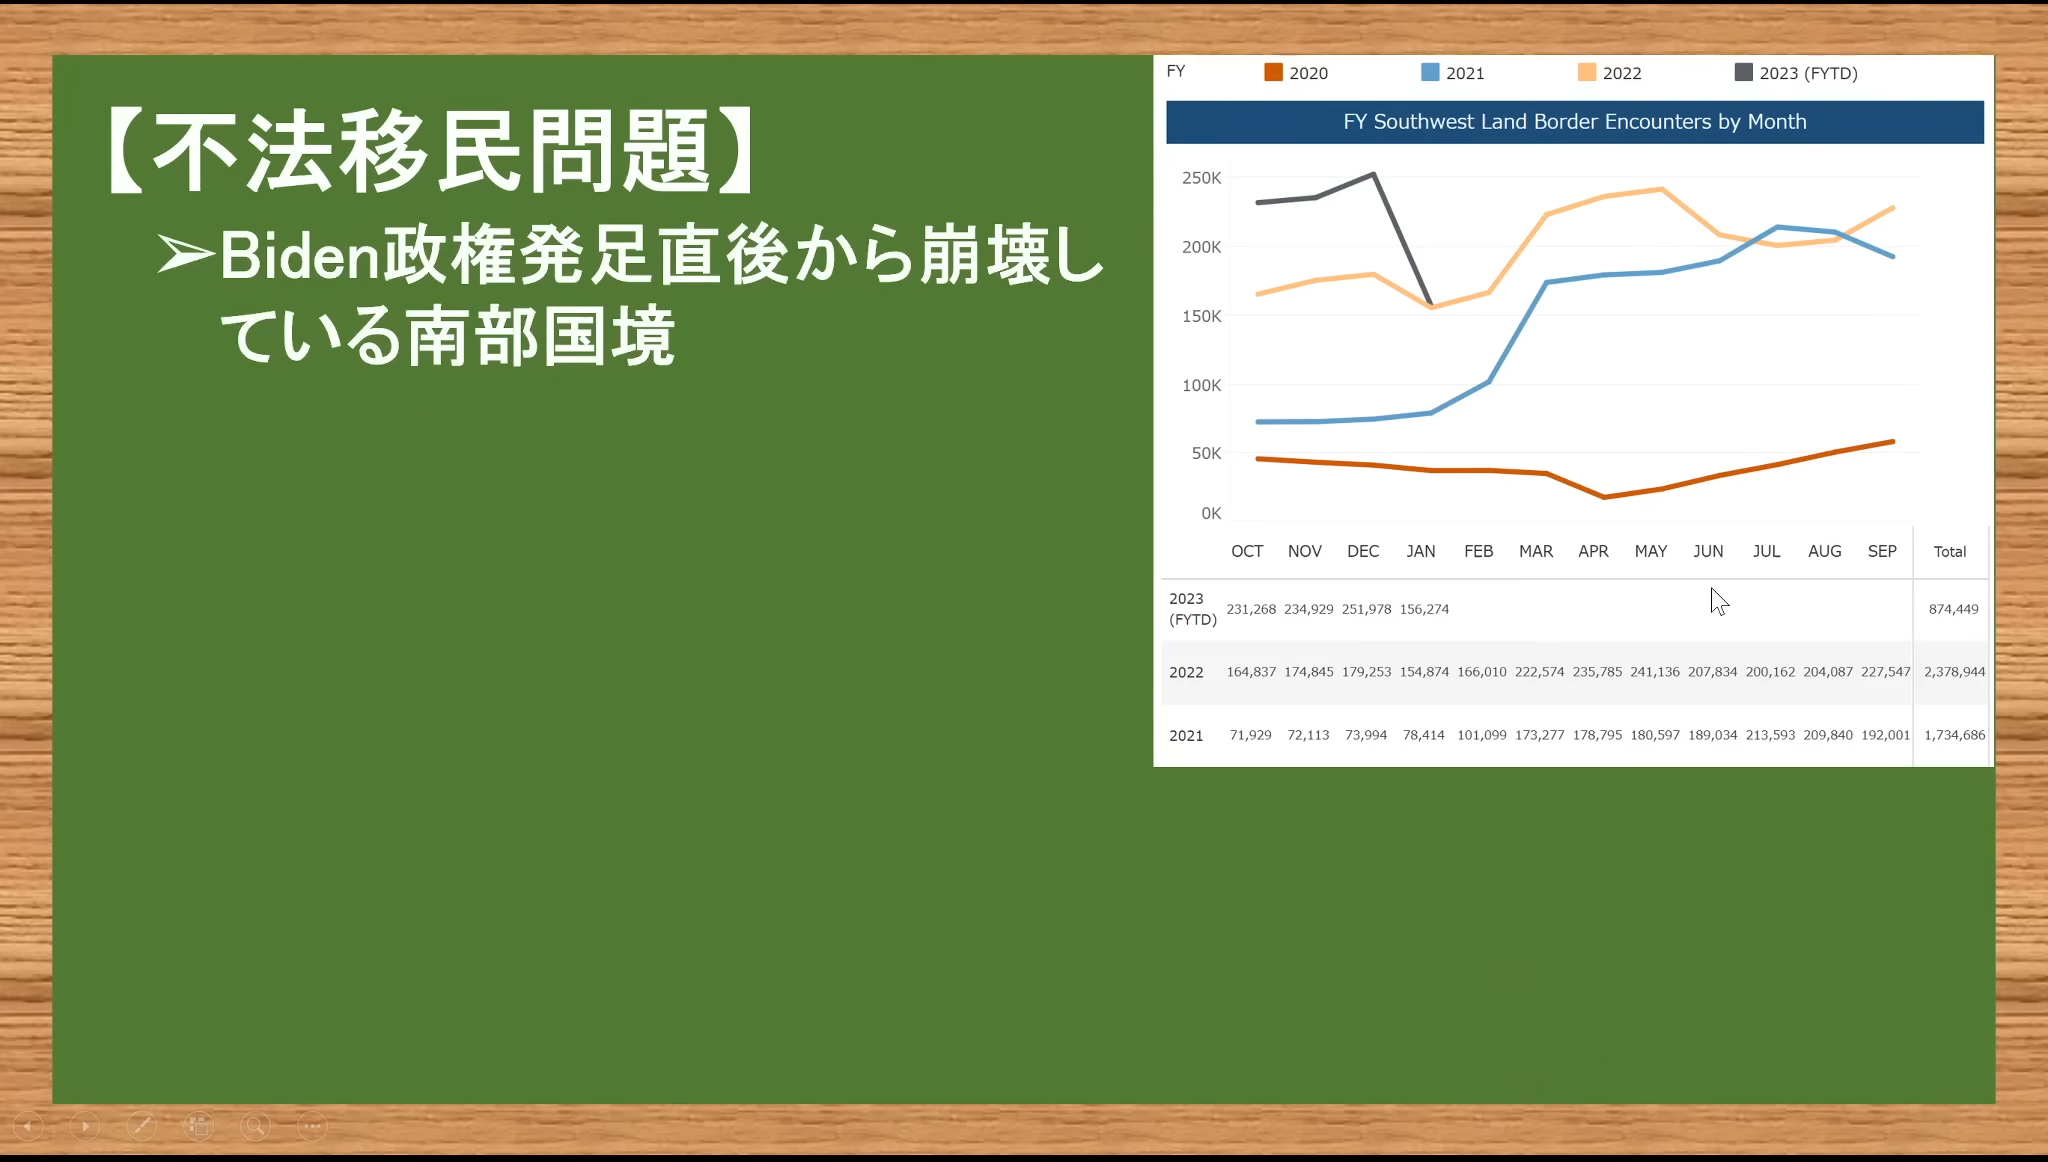 【不法移民問題】
➢Biden政権発足直後から崩壊し
ている南部国境
FY 2020 2021 2022 2023 (FYTD)
FY Southwest Land Border Encounters by Month
250K
200K
150K
100K
50K
0K
OCT NOV DEC JAN FEB MAR APR MAY JUN JUL AUG SEP Total
2023 (FYTD) 231,268 234,929 251,978 156,274 874,449
2022 164,837 174,845 179,253 154,874 166,010 222,574 235,785 241,136 207,834 200,162 204,087 227,547 2,378,944
2021 71,929 72,113 73,994 78,414 101,099 173,277 178,795 180,597 189,034 213,593 209,840 192,001 1,734,686